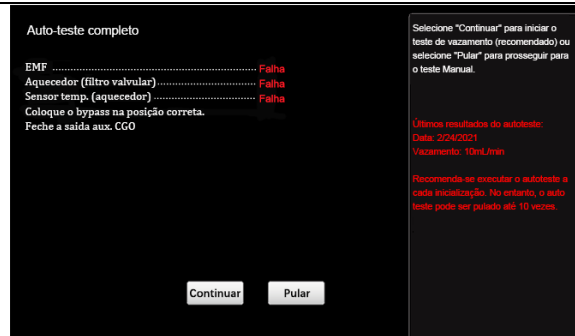 Auto-teste completo
EMF ........................................................ Falha
Aquecedor (filtro valvular)........................... Falha
Sensor temp. (aquecedor) ............................ Falha
Coloque o bypass na posição correta.
Feche a saida aux. CGO
Continuar
Pular
Selecione "Continuar" para iniciar o
teste de vazamento (recomendado) ou
selecione "Pular" para prosseguir para
o teste Manual.
Últimos resultados do autoteste:
Data: 2/24/2021
Vazamento: 10mL/min
Recomenda-se executar o autoteste a
cada inicialização. No entanto, o auto
teste pode ser pulado até 10 vezes.